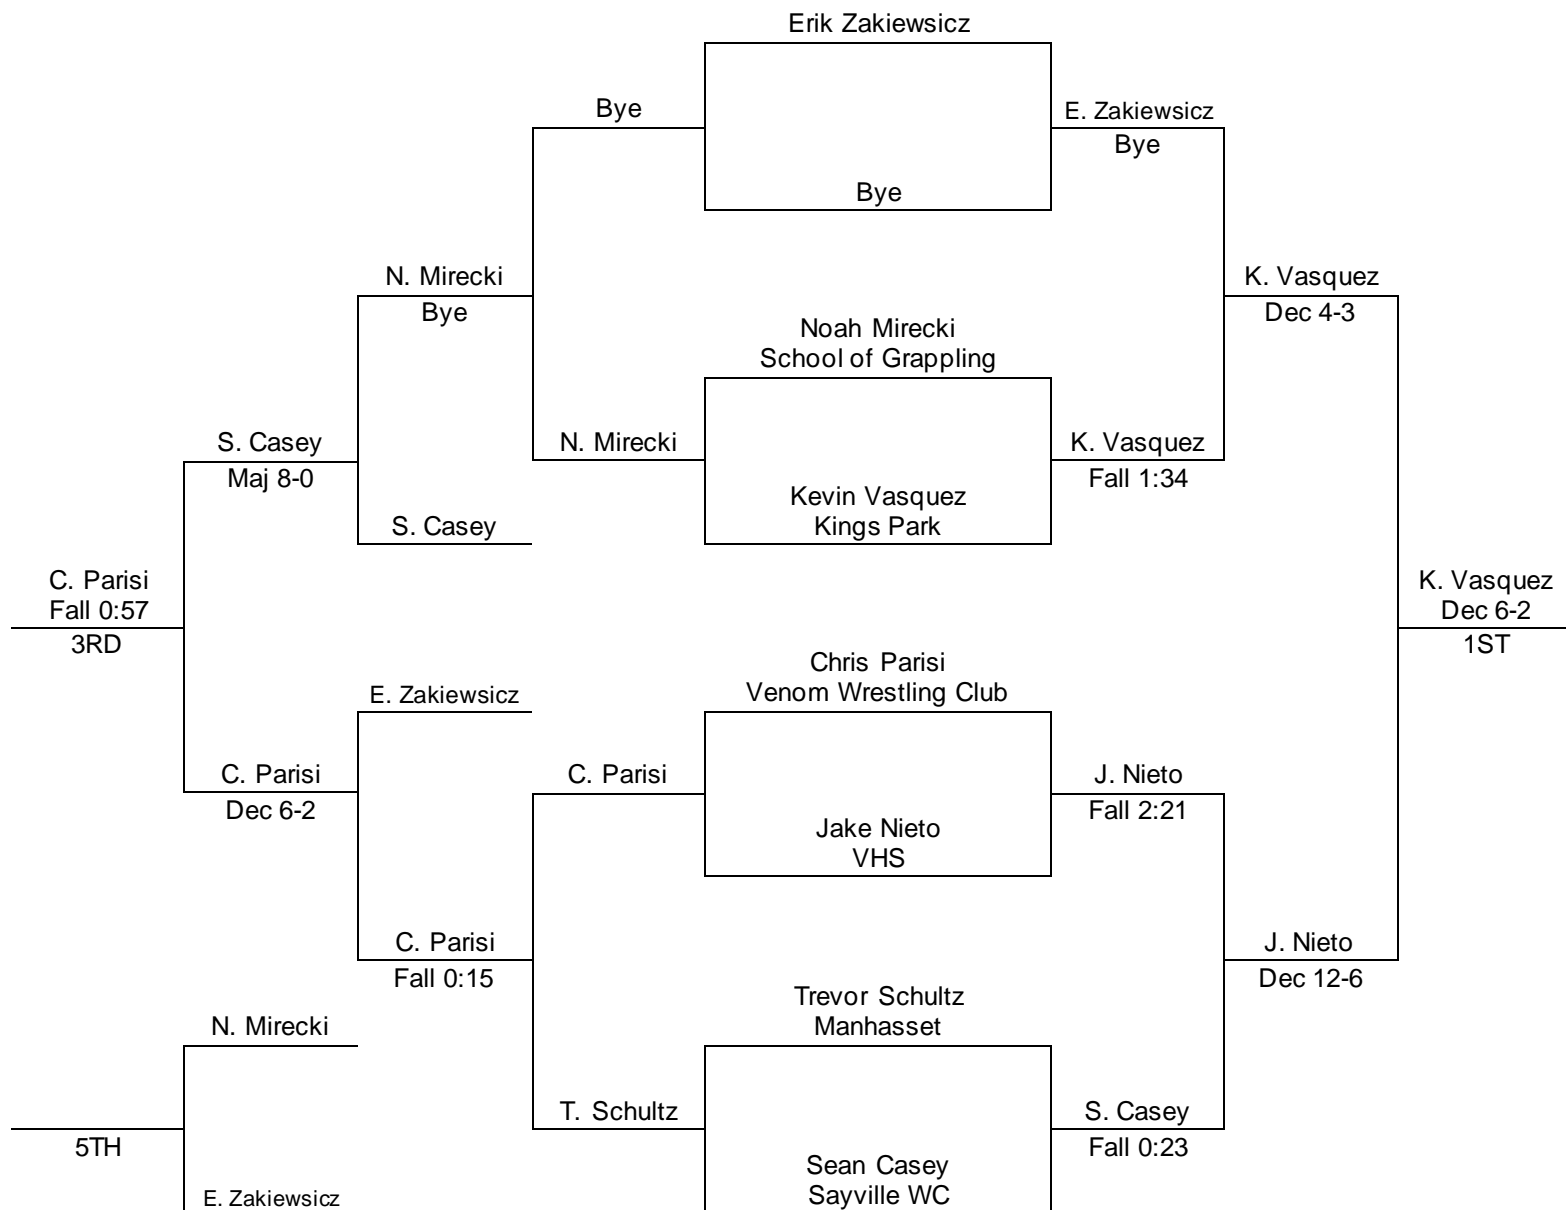 Erik Zakiewsicz
Bye
E. Zakiewsicz
Bye
Bye
N. Mirecki
Bye
K. Vasquez
Dec 4-3
Noah Mirecki
School of Grappling
S. Casey
Maj 8-0
N. Mirecki
K. Vasquez
Fall 1:34
Kevin Vasquez
Kings Park
S. Casey
C. Parisi
Fall 0:57
3RD
K. Vasquez
Dec 6-2
1ST
Chris Parisi
Venom Wrestling Club
E. Zakiewsicz
C. Parisi
Dec 6-2
C. Parisi
J. Nieto
Fall 2:21
Jake Nieto
VHS
C. Parisi
Fall 0:15
J. Nieto
Dec 12-6
Trevor Schultz
Manhasset
N. Mirecki
T. Schultz
S. Casey
Fall 0:23
5TH
Sean Casey
Sayville WC
E. Zakiewsicz